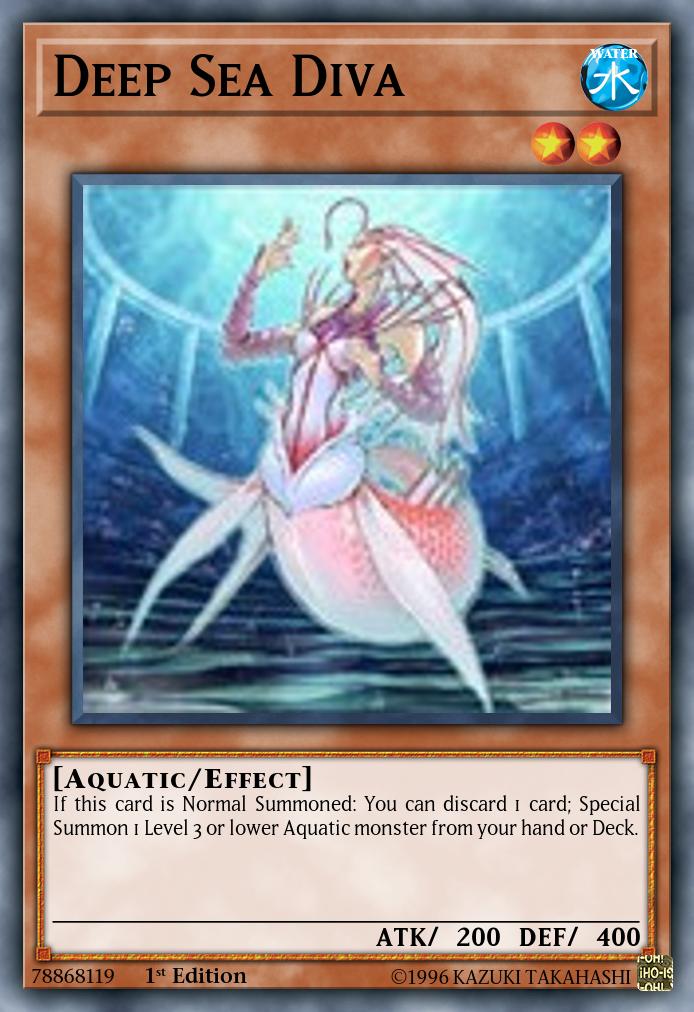 DEEP SEA DIVA
WATER
水
[AQUATIC/EFFECT]
If this card is Normal Summoned: You can discard 1 card; Special
Summon 1 Level 3 or lower Aquatic monster from your hand or Deck.
ATK/ 200 DEF/ 400
78868119 1st Edition ©1996 KAZUKI TAKAHASHI